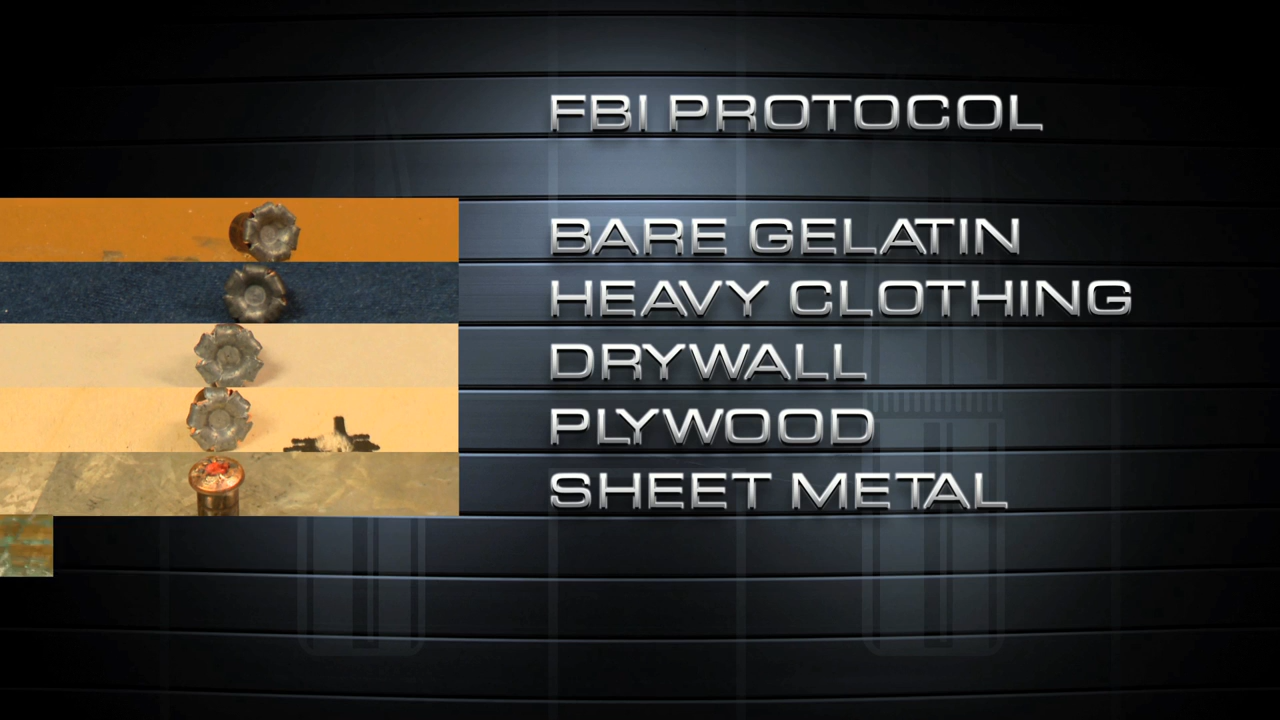 FBI PROTOCOL
BARE GELATIN
HEAVY CLOTHING
DRYWALL
PLYWOOD
SHEET METAL